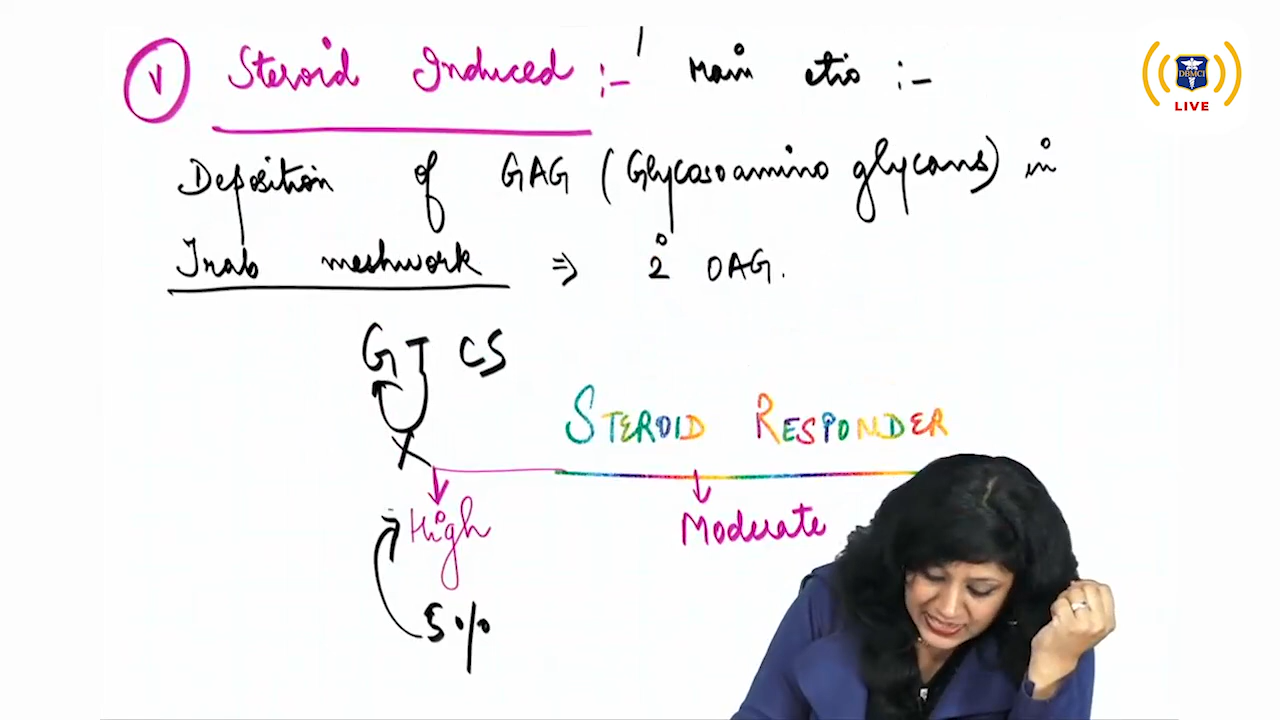 V Steroid Induced :- Main etio :-
Deposition of GAG (Glycosoamino glycans) in
Trab meshwork ⇒ 2° OAG.
GTCS
STEROID RESPONDER
High Moderate
5%
DBMCI
LIVE